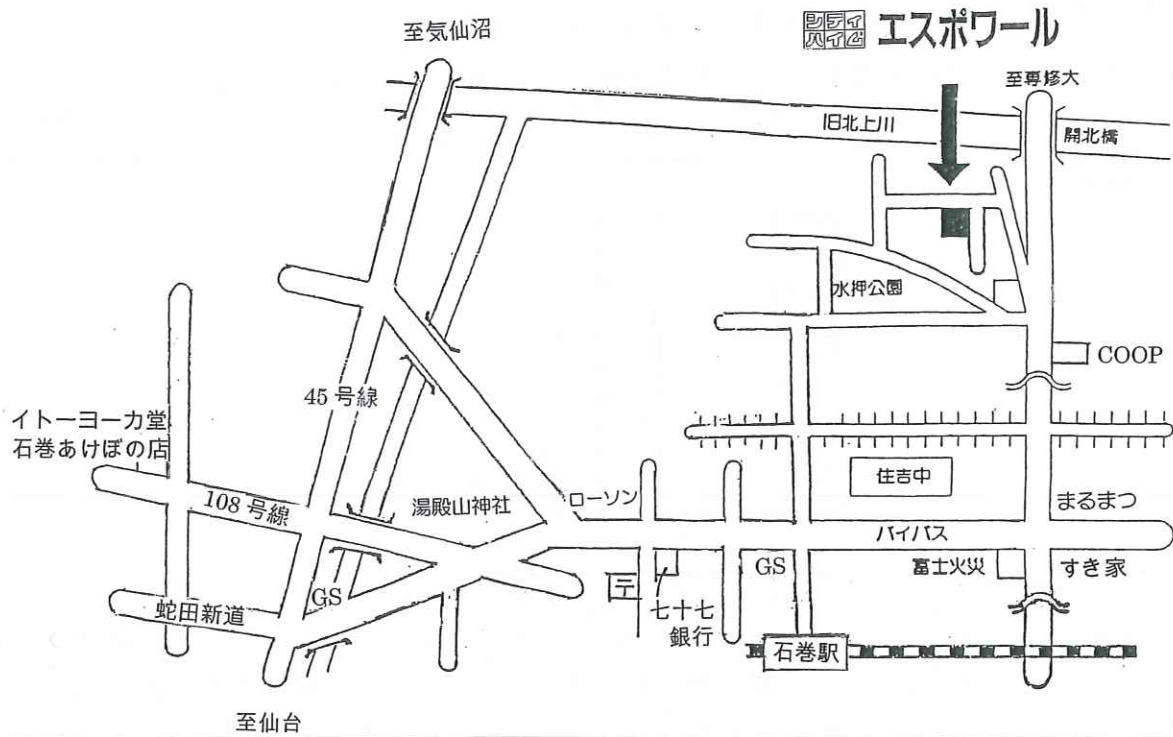 シティ
ハイム
エスポワール
至気仙沼
至専修大
旧北上川
開北橋
水押公園
COOP
45号線
イトーヨーカ堂
石巻あけぼの店
108号線
湯殿山神社
ローソン
住吉中
まるまつ
バイパス
GS
富士火災
すき家
蛇田新道
GS
〒
七十七
銀行
石巻駅
至仙台